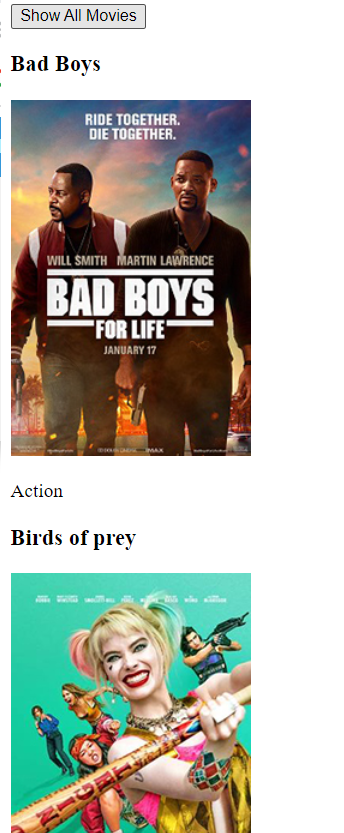 Show All Movies
Bad Boys
RIDE TOGETHER.
DIE TOGETHER.
WILL SMITH MARTIN LAWRENCE
BAD BOYS
FOR LIFE
JANUARY 17
IMAX
Action
Birds of prey